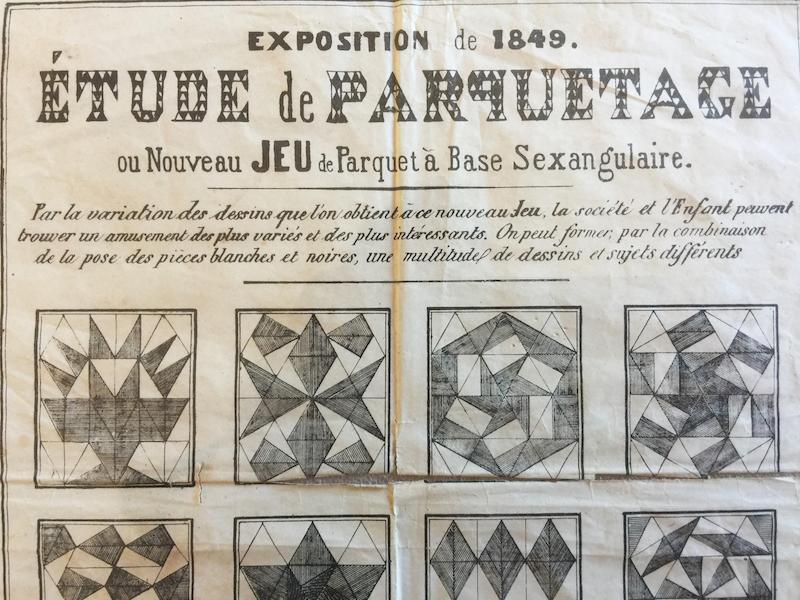 EXPOSITION de 1849.
ÉTUDE de PARQUETAGE
ou Nouveau JEU de Parquet à Base Sexangulaire.
Par la variation des dessins que l'on obtient à ce nouveau Jeu, la société et l'Enfant peuvent
trouver un amusement des plus variés et des plus intéressants. On peut former, par la combinaison
de la pose des pièces blanches et noires, une multitude de dessins et sujets différents